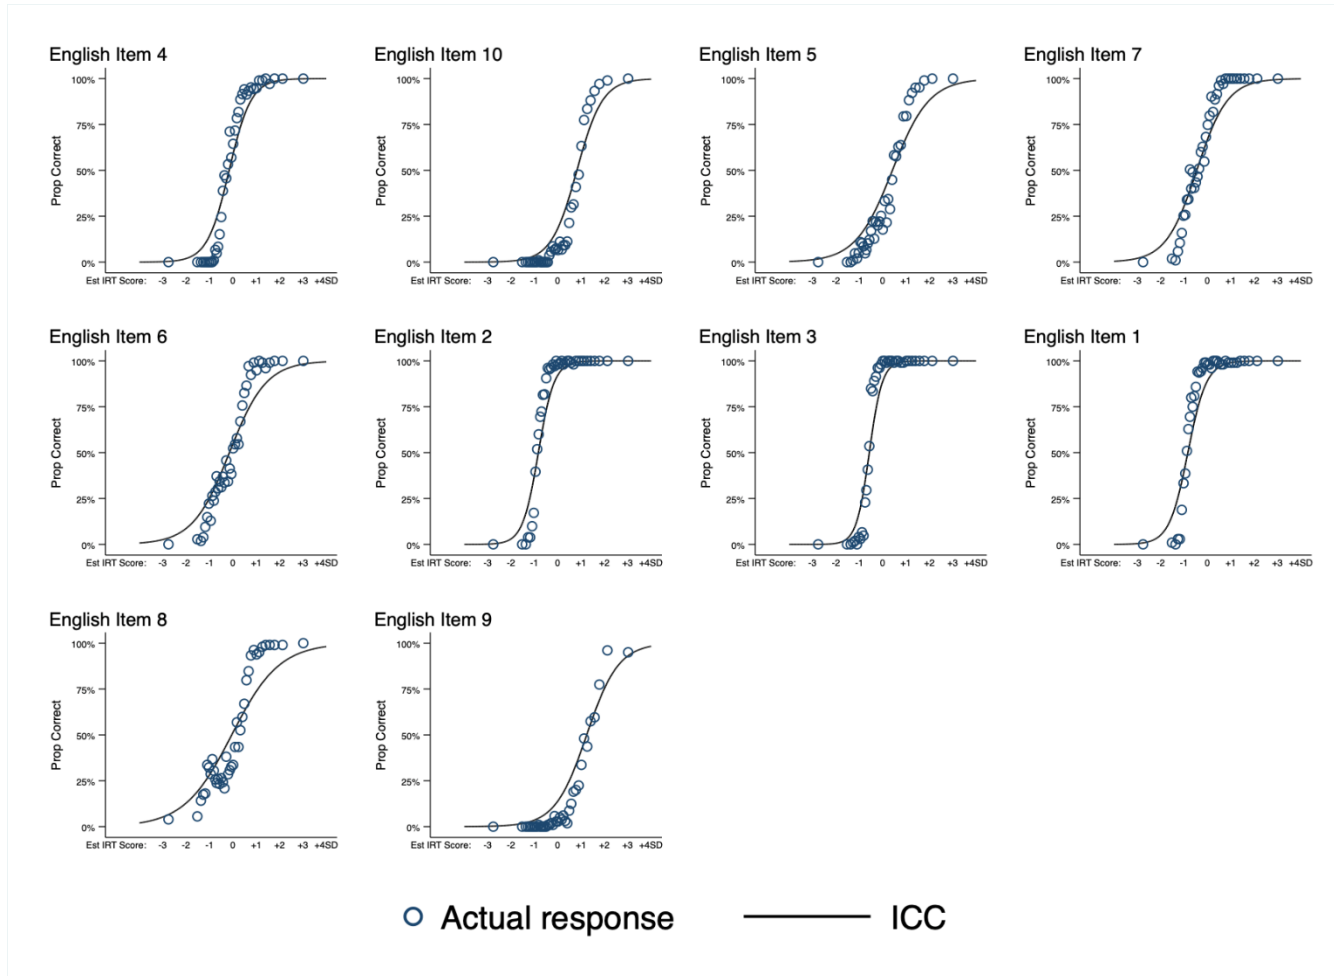 English Item 4
100%
75%
50%
25%
0%
Prop Correct
Est IRT Score: -3 -2 -1 0 +1 +2 +3 +4SD
English Item 10
100%
75%
50%
25%
0%
Prop Correct
Est IRT Score: -3 -2 -1 0 +1 +2 +3 +4SD
English Item 5
100%
75%
50%
25%
0%
Prop Correct
Est IRT Score: -3 -2 -1 0 +1 +2 +3 +4SD
English Item 7
100%
75%
50%
25%
0%
Prop Correct
Est IRT Score: -3 -2 -1 0 +1 +2 +3 +4SD
English Item 6
100%
75%
50%
25%
0%
Prop Correct
Est IRT Score: -3 -2 -1 0 +1 +2 +3 +4SD
English Item 2
100%
75%
50%
25%
0%
Prop Correct
Est IRT Score: -3 -2 -1 0 +1 +2 +3 +4SD
English Item 3
100%
75%
50%
25%
0%
Prop Correct
Est IRT Score: -3 -2 -1 0 +1 +2 +3 +4SD
English Item 1
100%
75%
50%
25%
0%
Prop Correct
Est IRT Score: -3 -2 -1 0 +1 +2 +3 +4SD
English Item 8
100%
75%
50%
25%
0%
Prop Correct
Est IRT Score: -3 -2 -1 0 +1 +2 +3 +4SD
English Item 9
100%
75%
50%
25%
0%
Prop Correct
Est IRT Score: -3 -2 -1 0 +1 +2 +3 +4SD
Actual response ICC